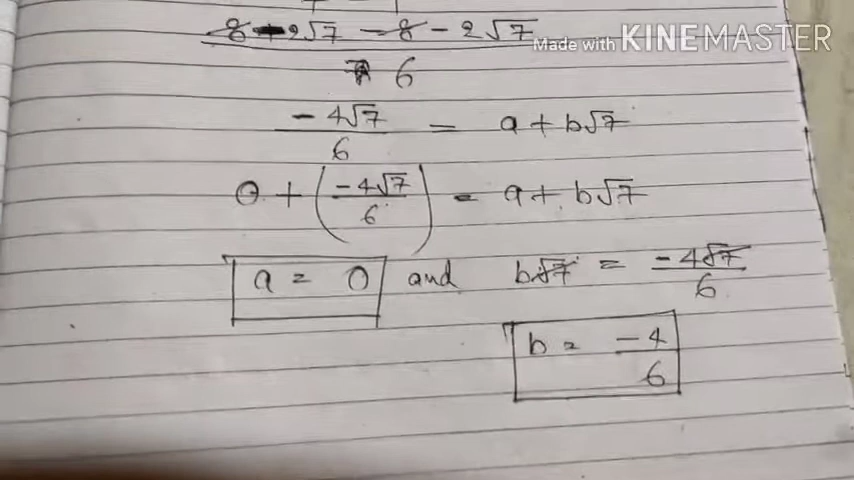 8 - 2√7 - 8 - 2√7
Made with KINEMASTER
6
-4√7 / 6 = a + b√7
0 + (-4√7 / 6) = a + b√7
a = 0 and b√7 = -4√7 / 6
b = -4 / 6